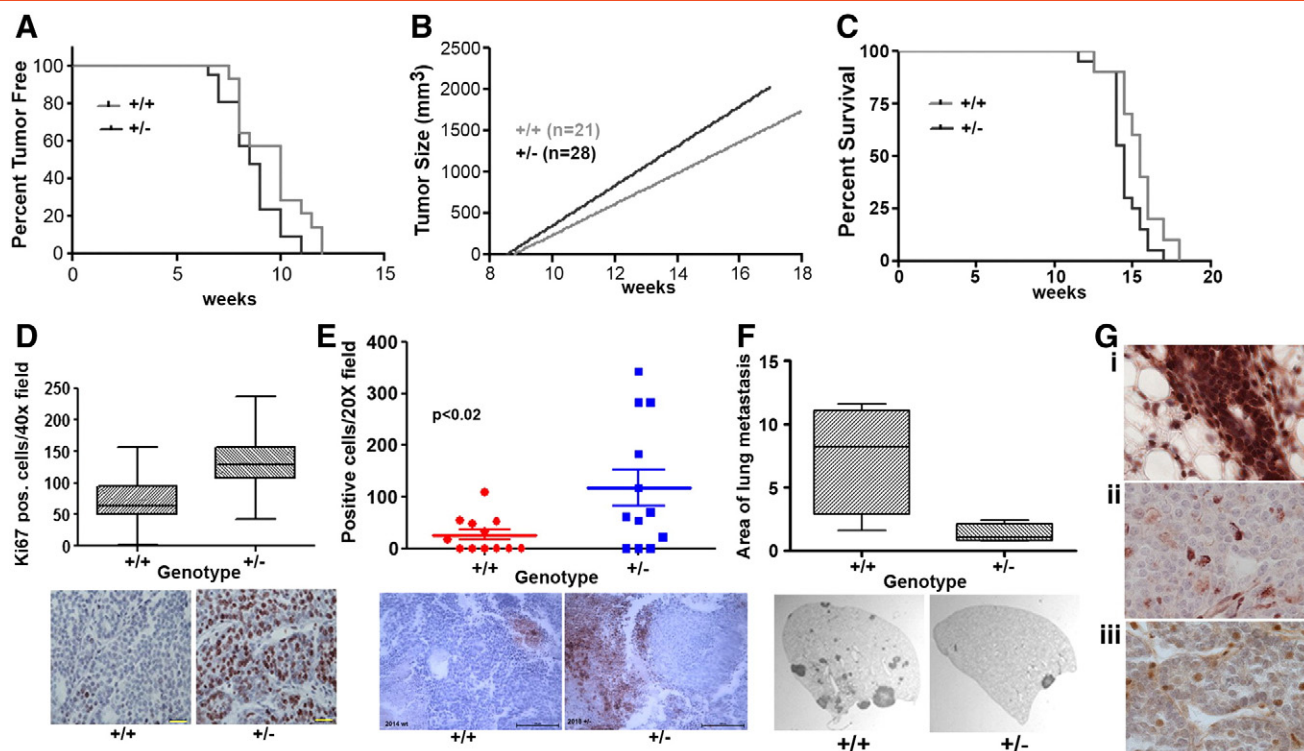 A
Percent Tumor Free
100
80
60
40
20
0
+/+
+/-
0
5
10
15
weeks
B
Tumor Size (mm3)
2500
2000
1500
1000
500
0
+/+ (n=21)
+/- (n=28)
8
10
12
14
16
18
weeks
C
Percent Survival
100
75
50
25
0
+/+
+/-
0
5
10
15
20
weeks
D
Ki67 pos. cells/40x field
250
200
150
100
50
0
+/+
+/-
Genotype
+/+
+/-
E
Positive cells/20X field
400
300
200
100
0
p<0.02
+/+
+/-
Genotype
2014 wt
2018 +/-
+/+
+/-
F
Area of lung metastasis
15
10
5
0
+/+
+/-
Genotype
+/+
+/-
G
i
ii
iii